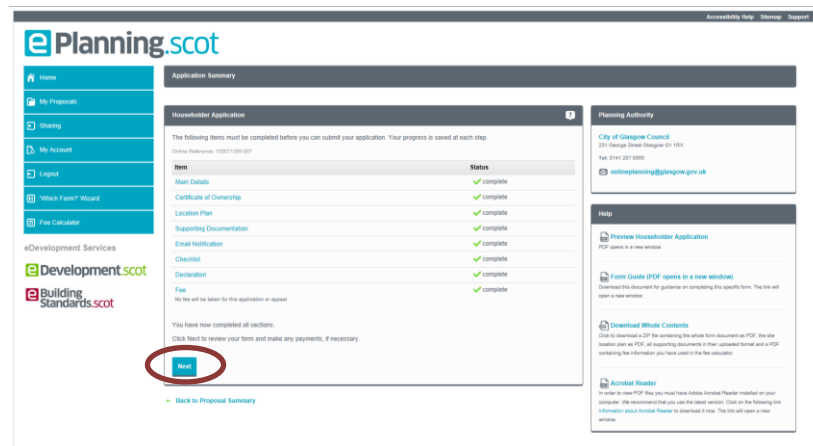 Accessibility Help Sitemap Support
ePlanning.scot
Home
My Proposals
Sharing
My Account
Logout
'Which Form?' Wizard
Fee Calculator
eDevelopment Services
eDevelopment.scot
eBuilding
Standards.scot
Application Summary
Householder Application
?
The following items must be completed before you can submit your application. Your progress is saved at each step.
Online Reference:
Item Status
Main Details complete
Certificate of Ownership complete
Location Plan complete
Supporting Documentation complete
Email Notification complete
Checklist complete
Declaration complete
Fee complete
No fee will be taken for this application or appeal
You have now completed all sections.
Click Next to review your form and make any payments, if necessary.
Next
Back to Proposal Summary
Planning Authority
City of Glasgow Council
231 George Street Glasgow G1 1RX
Tel: 0141 287 5555
onlineplanning@glasgow.gov.uk
Help
Preview Householder Application
PDF opens in a new window
Form Guide (PDF opens in a new window)
Download this document for guidance on completing this specific form. The link will
open a new window.
Download Whole Contents
Click to download a ZIP file containing the whole form document as PDF, the site
location plan as PDF, all supporting documents in their uploaded format and a PDF
containing fee information you have used in the fee calculator.
Acrobat Reader
In order to view PDF files you must have Adobe Acrobat Reader installed on your
computer. We recommend that you use the latest version. Click on the following link
information about Acrobat Reader to download it now. The link will open a new
window.